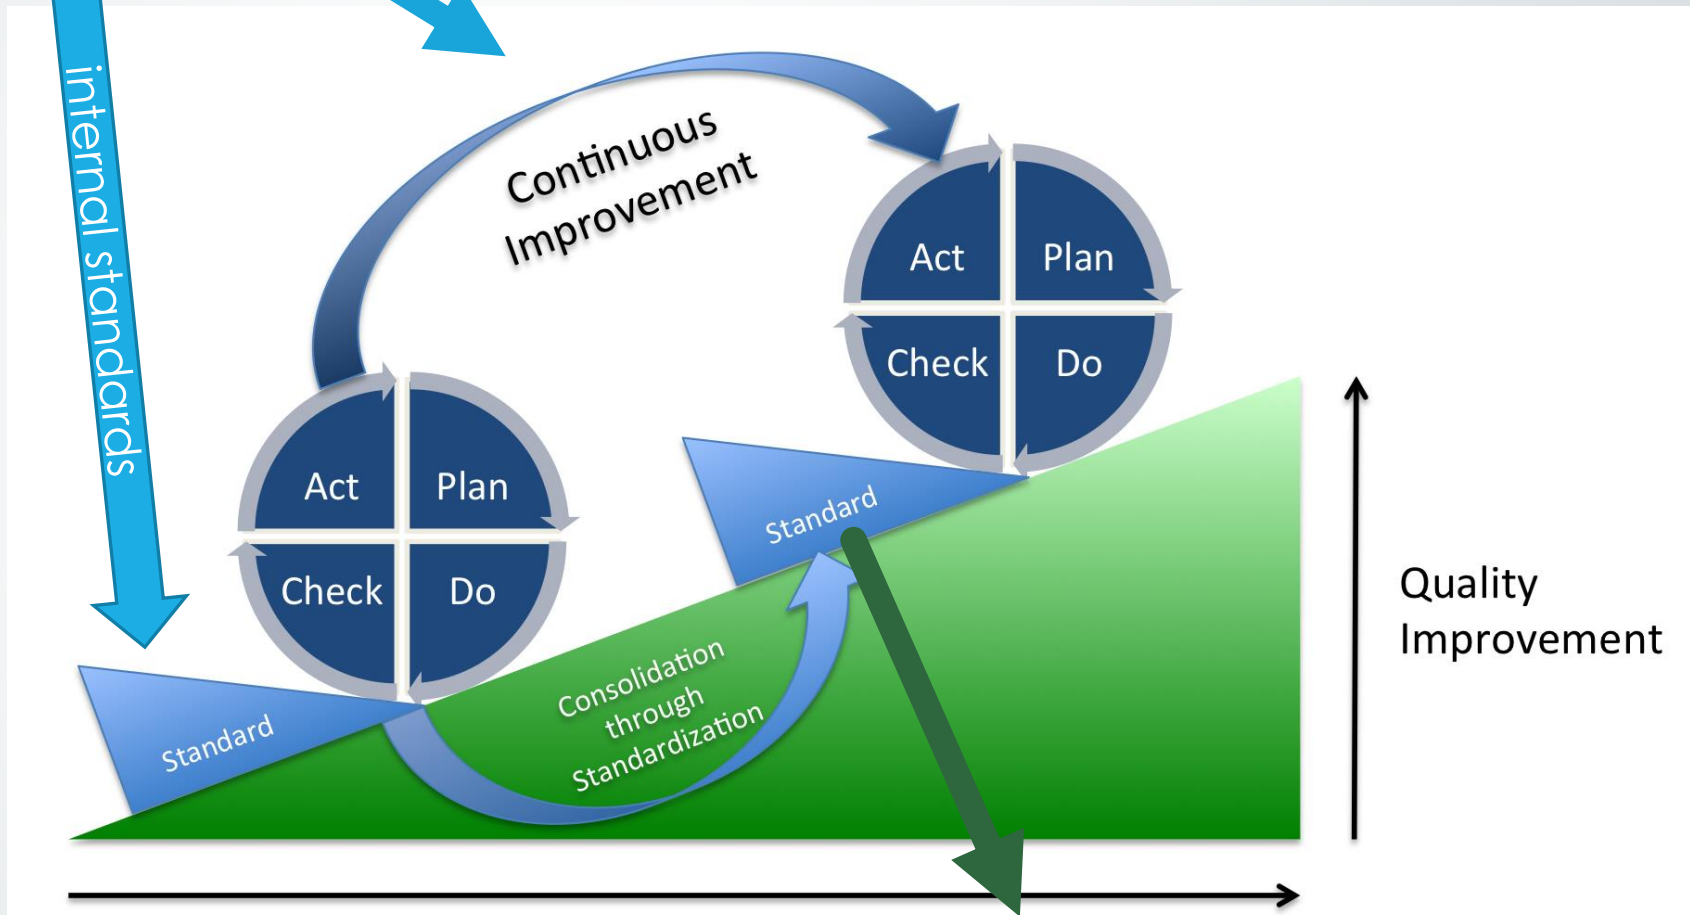 internal standards
Continuous
Improvement
Act
Plan
Check
Do
Act
Plan
Check
Do
Standard
Standard
Consolidation
through
Standardization
Quality
Improvement